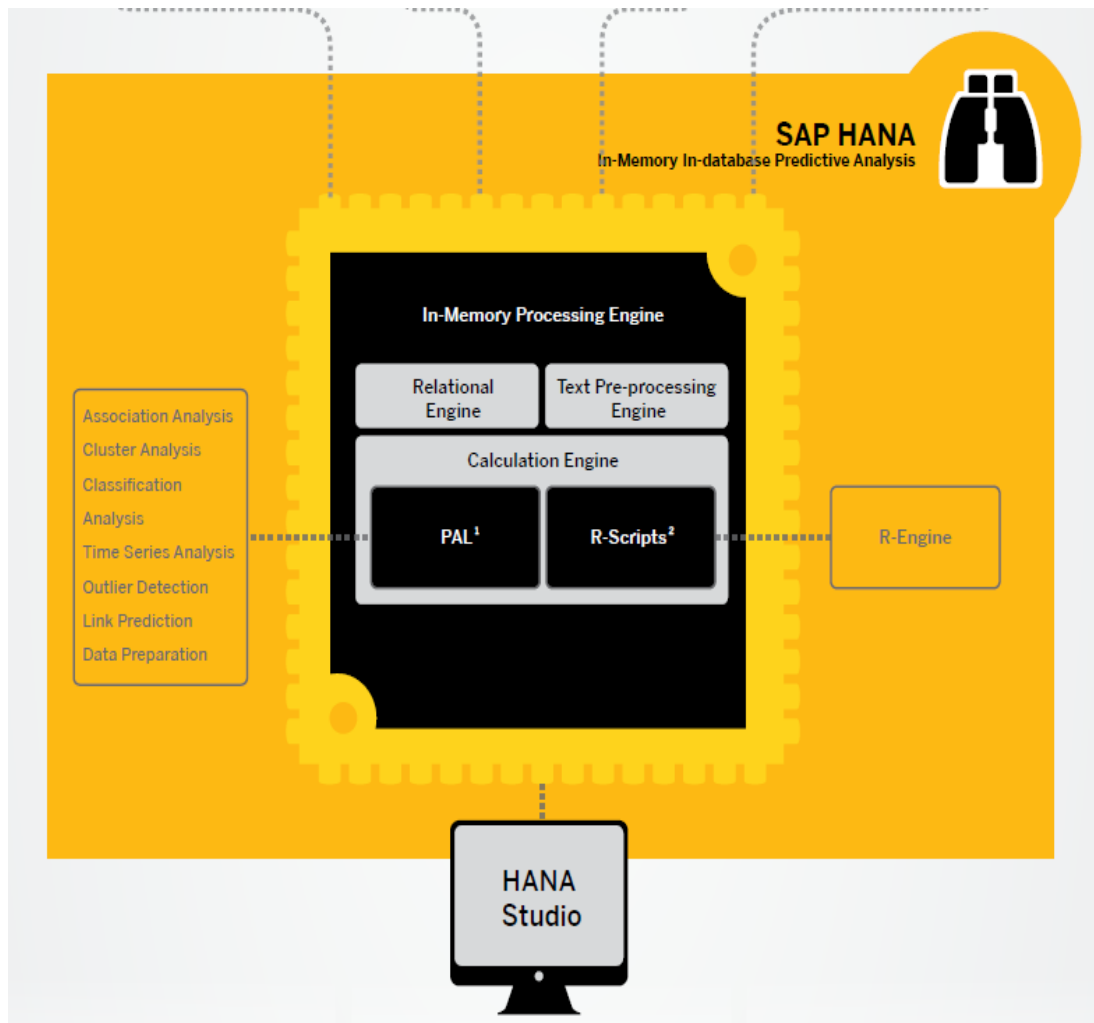 SAP HANA
In-Memory In-database Predictive Analysis
In-Memory Processing Engine
Relational
Engine
Text Pre-processing
Engine
Calculation Engine
PAL¹
R-Scripts²
Association Analysis
Cluster Analysis
Classification
Analysis
Time Series Analysis
Outlier Detection
Link Prediction
Data Preparation
R-Engine
HANA
Studio